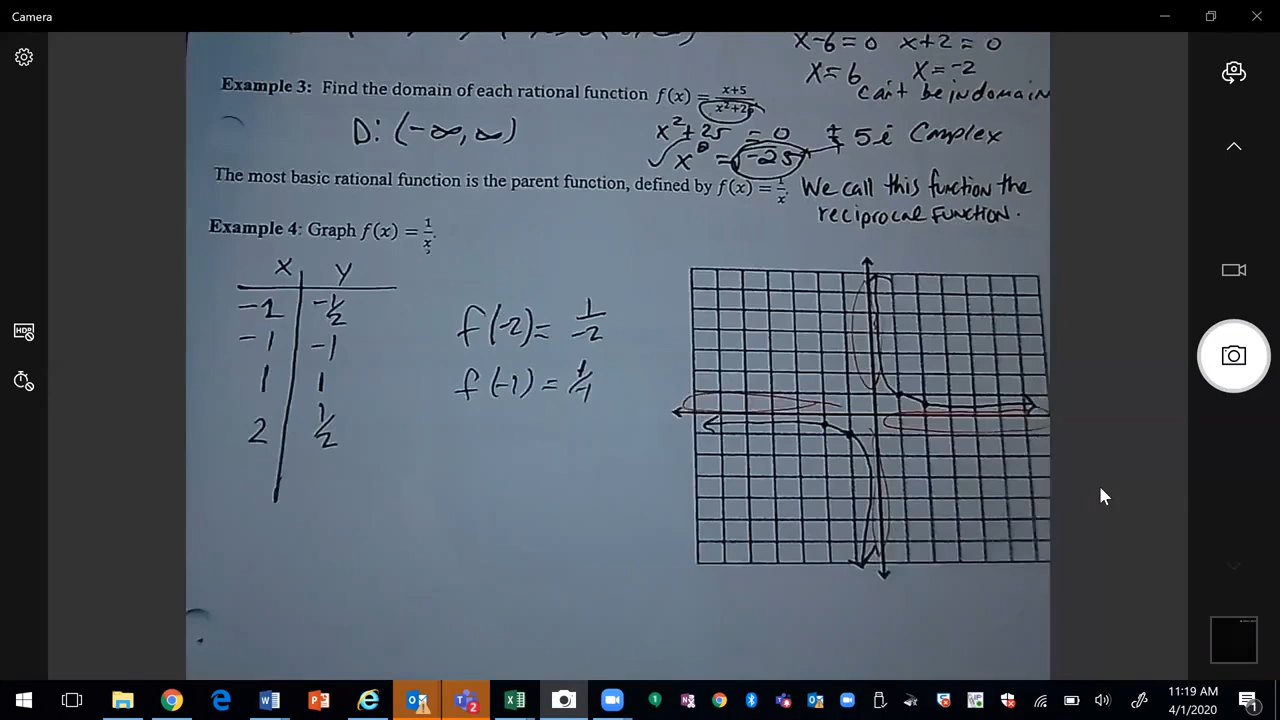 Camera
x-6=0 x+2=0
x=6 x=-2
can't be in domain
Example 3: Find the domain of each rational function f(x) = x+5/x²+25
D: (-∞,∞)
x²+25 = 0
± 5i Complex
x = √-25
The most basic rational function is the parent function, defined by f(x) = 1/x. We call this function the
reciprocal function.
Example 4: Graph f(x) = 1/x.
x y
-2 -1/2
-1 -1
1 1
2 1/2
f(-2) = 1/-2
f(-1) = 1/-1
HDR
11:19 AM
4/1/2020